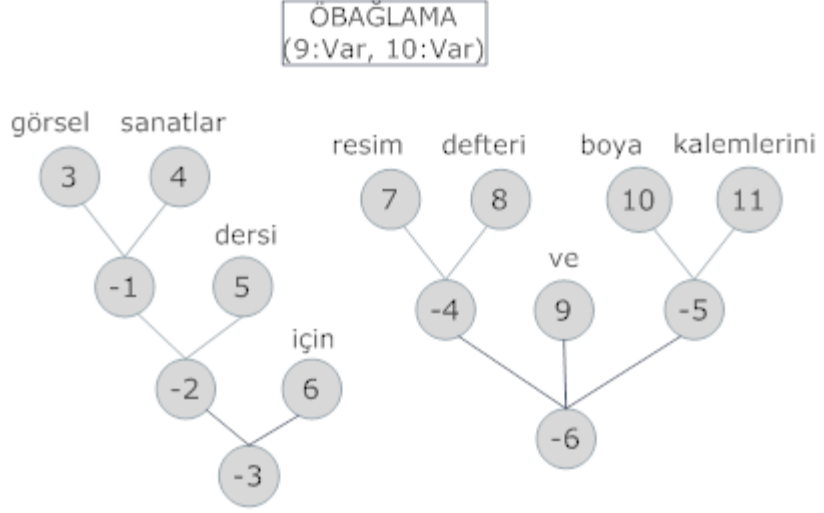 ÖBAĞLAMA
(9:Var, 10:Var)
görsel sanatlar
3 4
dersi
-1 5
için
-2 6
-3
resim defteri boya kalemlerini
7 8 10 11
ve
-4 9 -5
-6